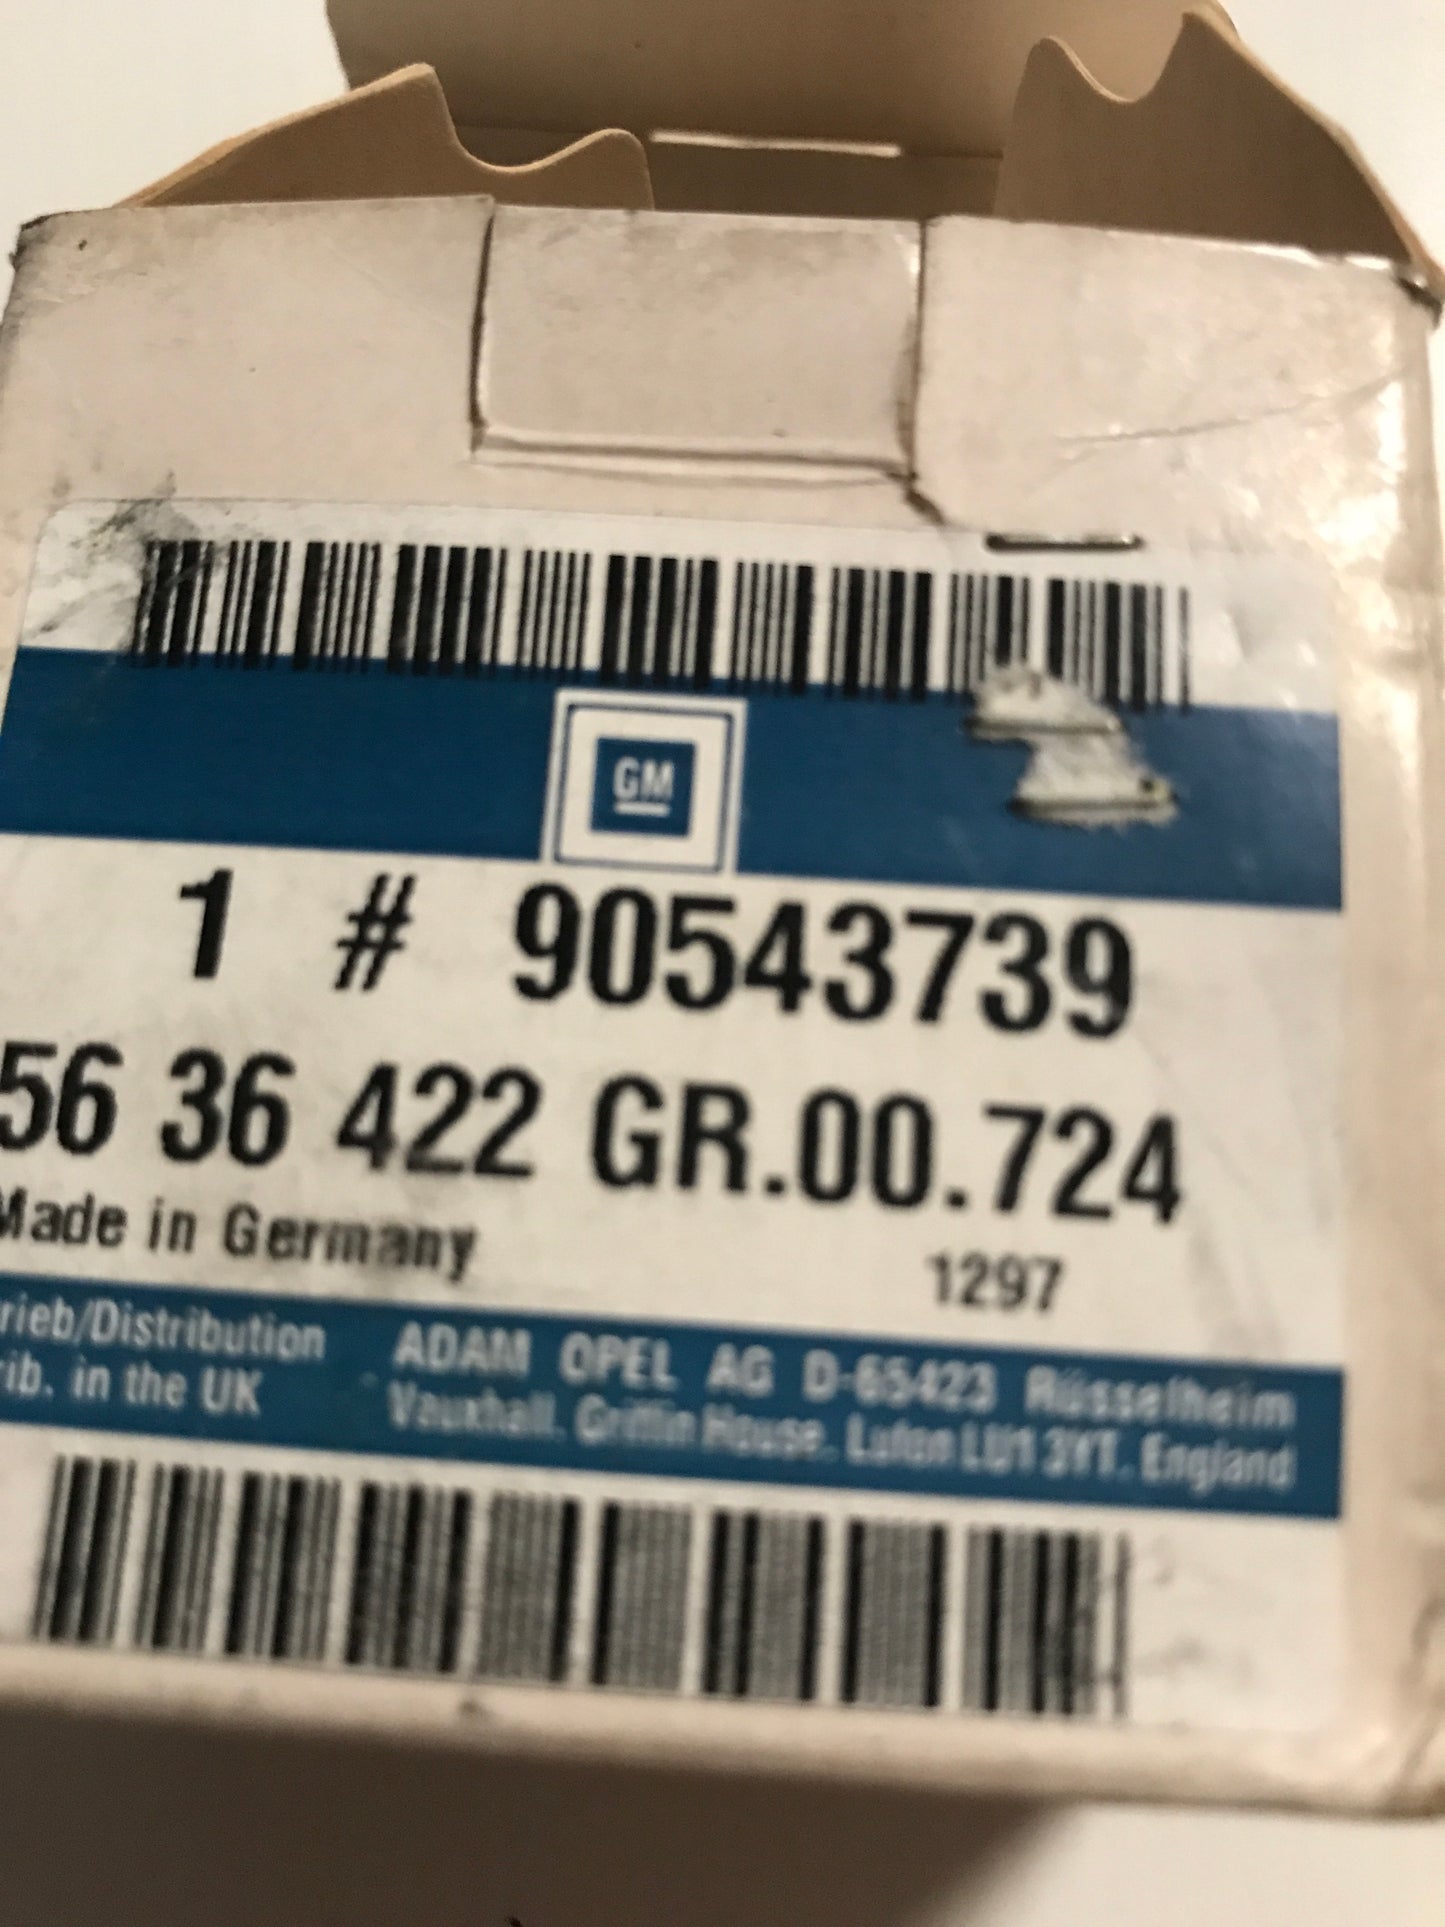 GM
1 # 90543739
56 36 422 GR.00.724
Made in Germany
1297
rieb/Distribution ADAM OPEL AG D-65423 Rüsselheim
rib. in the UK Vauxhall. Griffin House. Luton LU1 3YT. England